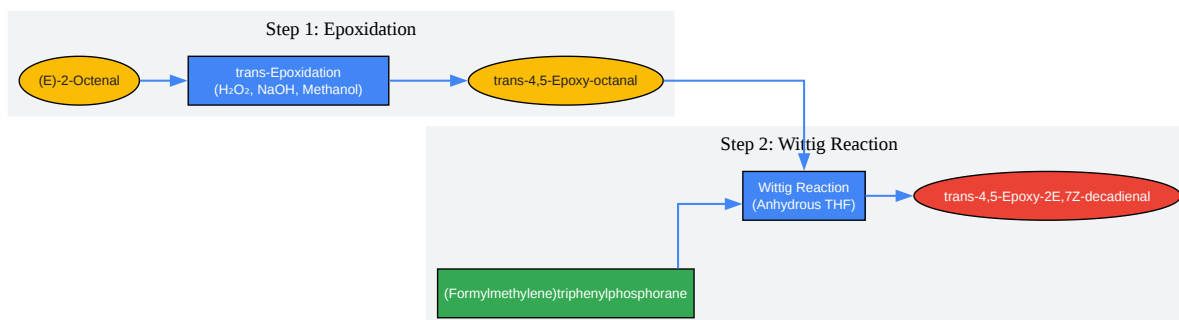 Step 1: Epoxidation
(E)-2-Octenal
trans-Epoxidation
(H₂O₂, NaOH, Methanol)
trans-4,5-Epoxy-octanal
Step 2: Wittig Reaction
Wittig Reaction
(Anhydrous THF)
trans-4,5-Epoxy-2E,7Z-decadienal
(Formylmethylene)triphenylphosphorane